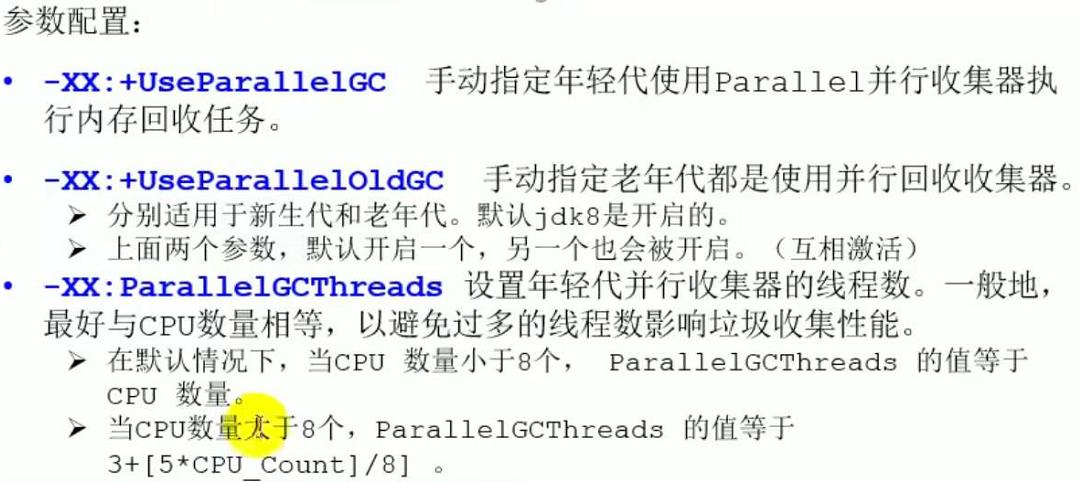 参数配置：
• -XX:+UseParallelGC 手动指定年轻代使用Parallel并行收集器执
行内存回收任务。
• -XX:+UseParallelOldGC 手动指定老年代都是使用并行回收收集器。
➢ 分别适用于新生代和老年代。默认jdk8是开启的。
➢ 上面两个参数，默认开启一个，另一个也会被开启。（互相激活）
• -XX:ParallelGCThreads 设置年轻代并行收集器的线程数。一般地，
最好与CPU数量相等，以避免过多的线程数影响垃圾收集性能。
➢ 在默认情况下，当CPU 数量小于8个， ParallelGCThreads 的值等于
CPU 数量。
➢ 当CPU数量大于8个，ParallelGCThreads 的值等于
3+[5*CPU_Count]/8] 。